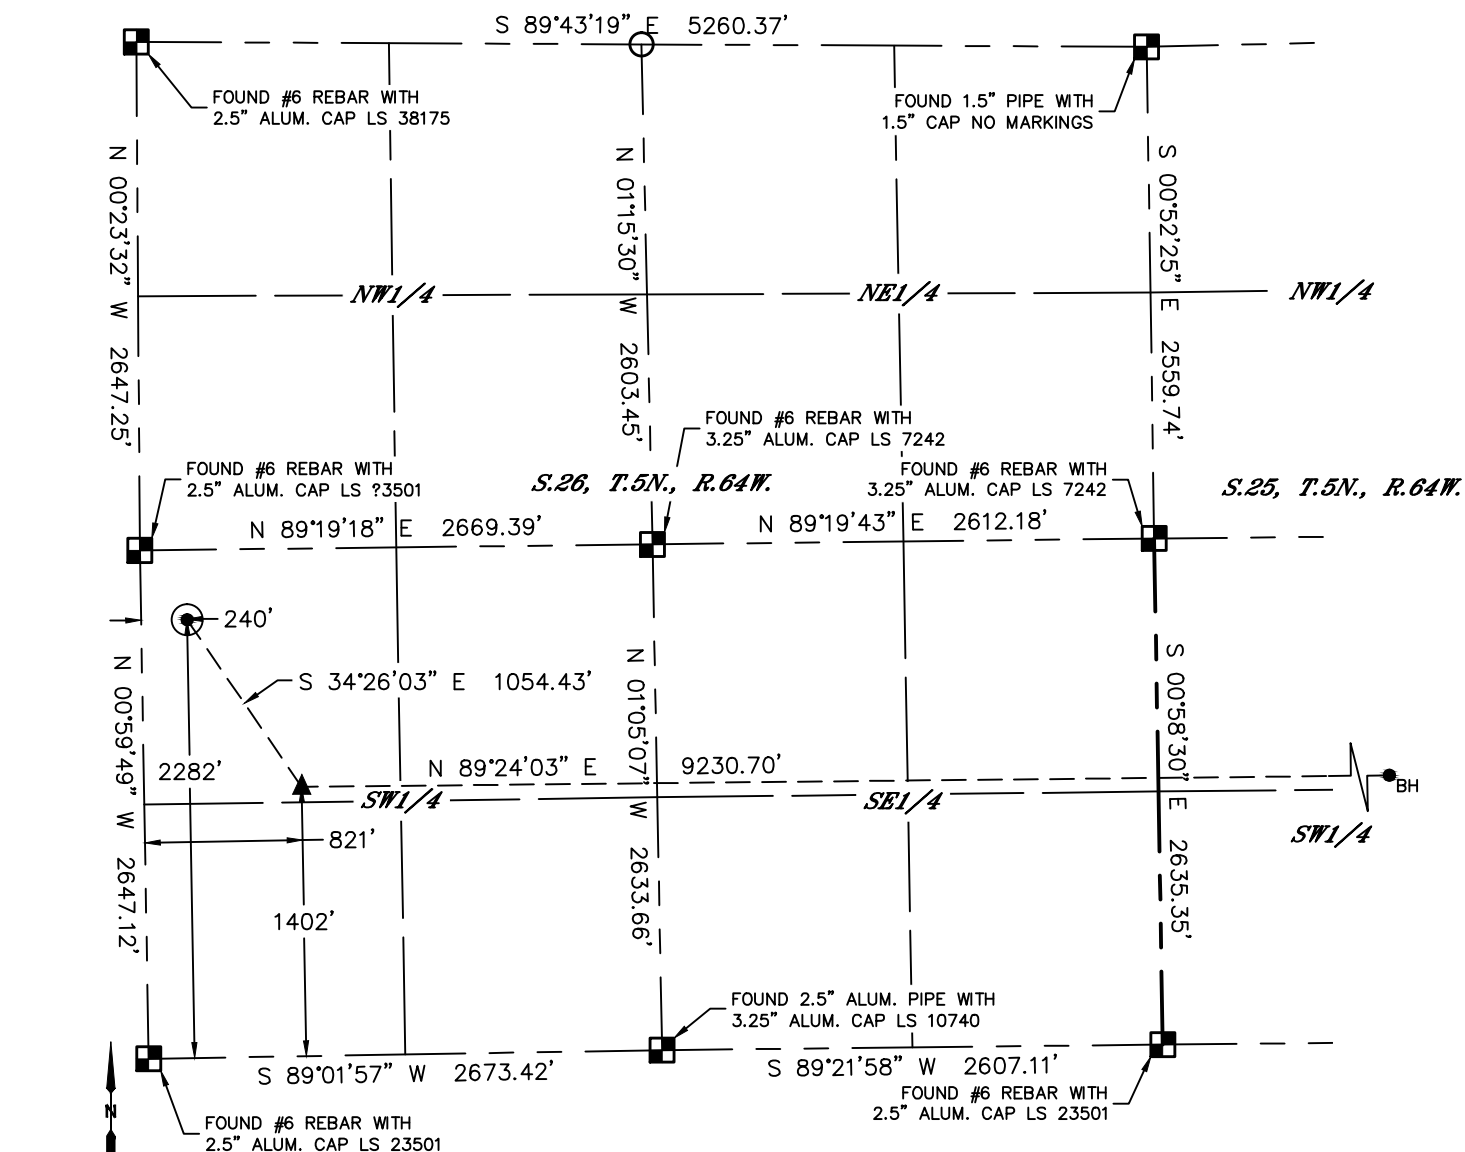 S 89°43'19" E 5260.37'
FOUND #6 REBAR WITH
2.5" ALUM. CAP LS 38175
FOUND 1.5" PIPE WITH
1.5" CAP NO MARKINGS
N 00°23'32" W 2647.25'
N 01°15'30" W 2603.45'
S 00°52'25" E 2559.74'
NW1/4
NE1/4
NW1/4
FOUND #6 REBAR WITH
3.25" ALUM. CAP LS 7242
FOUND #6 REBAR WITH
2.5" ALUM. CAP LS ?3501
S.26, T.5N., R.64W.
FOUND #6 REBAR WITH
3.25" ALUM. CAP LS 7242
S.25, T.5N., R.64W.
N 89°19'18" E 2669.39'
N 89°19'43" E 2612.18'
240'
S 34°26'03" E 1054.43'
N 00°59'49" W 2647.12'
N 01°05'07" W 2633.66'
S 00°58'30" E 2635.35'
2282'
N 89°24'03" E 9230.70'
BH
SW1/4
SE1/4
SW1/4
821'
1402'
FOUND 2.5" ALUM. PIPE WITH
3.25" ALUM. CAP LS 10740
S 89°01'57" W 2673.42'
S 89°21'58" W 2607.11'
FOUND #6 REBAR WITH
2.5" ALUM. CAP LS 23501
N
FOUND #6 REBAR WITH
2.5" ALUM. CAP LS 23501